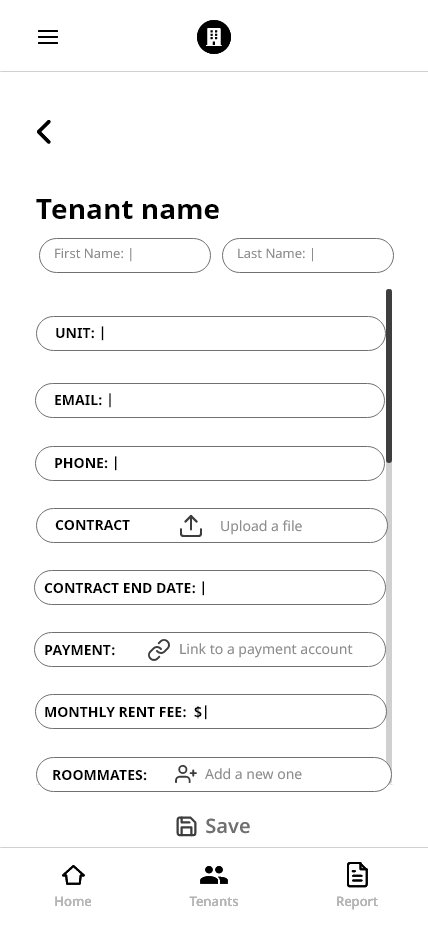 Tenant name
First Name: | Last Name: |
UNIT: |
EMAIL: |
PHONE: |
CONTRACT Upload a file
CONTRACT END DATE: |
PAYMENT: Link to a payment account
MONTHLY RENT FEE: $|
ROOMMATES: Add a new one
Save
Home Tenants Report